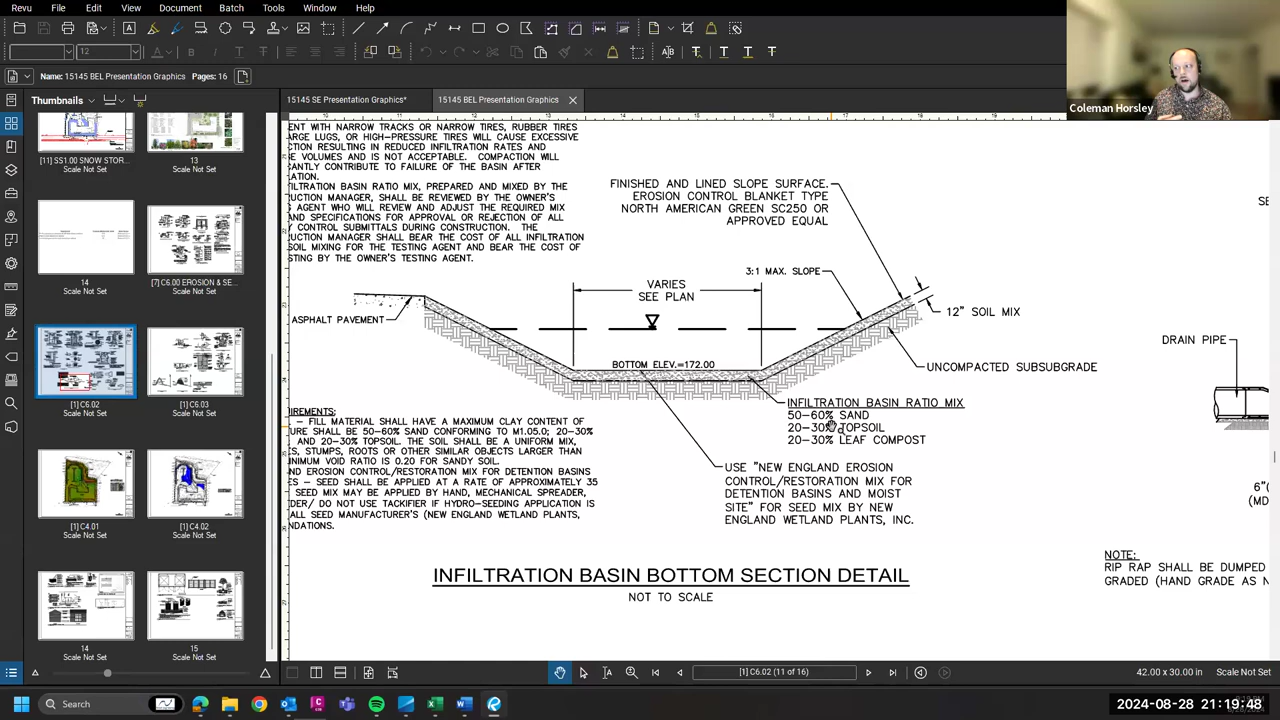 Revu File Edit View Document Batch Tools Window Help
12
Name: 15145 BEL Presentation Graphics Pages: 16
Coleman Horsley
Thumbnails
15145 SE Presentation Graphics*
15145 BEL Presentation Graphics
[11] SS1.00 SNOW STOR...
Scale Not Set
13
Scale Not Set
14
Scale Not Set
[7] C6.00 EROSION & SE...
Scale Not Set
[1] C6.02
Scale Not Set
[1] C6.03
Scale Not Set
[1] C4.01
Scale Not Set
[1] C4.02
Scale Not Set
14
Scale Not Set
15
Scale Not Set
ENT WITH NARROW TRACKS OR NARROW TIRES, RUBBER TIRES
ARGE LUGS, OR HIGH-PRESSURE TIRES WILL CAUSE EXCESSIVE
CTION RESULTING IN REDUCED INFILTRATION RATES AND
E VOLUMES AND IS NOT ACCEPTABLE. COMPACTION WILL
ANTLY CONTRIBUTE TO FAILURE OF THE BASIN AFTER
ATION.
ILTRATION BASIN RATIO MIX, PREPARED AND MIXED BY THE
UCTION MANAGER, SHALL BE REVIEWED BY THE OWNER'S
AGENT WHO WILL REVIEW AND ADJUST THE REQUIRED MIX
AND SPECIFICATIONS FOR APPROVAL OR REJECTION OF ALL
CONTROL SUBMITTALS DURING CONSTRUCTION. THE
UCTION MANAGER SHALL BEAR THE COST OF ALL INFILTRATION
SOIL MIXING FOR THE TESTING AGENT AND BEAR THE COST OF
STING BY THE OWNER'S TESTING AGENT.
FINISHED AND LINED SLOPE SURFACE.
EROSION CONTROL BLANKET TYPE
NORTH AMERICAN GREEN SC250 OR
APPROVED EQUAL
3:1 MAX. SLOPE
VARIES
SEE PLAN
12" SOIL MIX
ASPHALT PAVEMENT
BOTTOM ELEV.=172.00
UNCOMPACTED SUBSUBGRADE
DRAIN PIPE
INFILTRATION BASIN RATIO MIX
50-60% SAND
20-30% TOPSOIL
20-30% LEAF COMPOST
IREMENTS:
- FILL MATERIAL SHALL HAVE A MAXIMUM CLAY CONTENT OF
URE SHALL BE 50-60% SAND CONFORMING TO M1.05.0; 20-30%
AND 20-30% TOPSOIL. THE SOIL SHALL BE A UNIFORM MIX,
S, STUMPS, ROOTS OR OTHER SIMILAR OBJECTS LARGER THAN
NIMUM VOID RATIO IS 0.20 FOR SANDY SOIL.
ND EROSION CONTROL/RESTORATION MIX FOR DETENTION BASINS
S - SEED SHALL BE APPLIED AT A RATE OF APPROXIMATELY 35
SEED MIX MAY BE APPLIED BY HAND, MECHANICAL SPREADER,
DER/ DO NOT USE TACKIFIER IF HYDRO-SEEDING APPLICATION IS
ALL SEED MANUFACTURER'S (NEW ENGLAND WETLAND PLANTS,
NDATIONS.
USE "NEW ENGLAND EROSION
CONTROL/RESTORATION MIX FOR
DETENTION BASINS AND MOIST
SITE" FOR SEED MIX BY NEW
ENGLAND WETLAND PLANTS, INC.
SE
6"(
(MD
INFILTRATION BASIN BOTTOM SECTION DETAIL
NOT TO SCALE
NOTE:
RIP RAP SHALL BE DUMPED
GRADED (HAND GRADE AS N
[1] C6.02 (11 of 16)
42.00 x 30.00 in
Scale Not Set
Search
2024-08-28 21:19:48